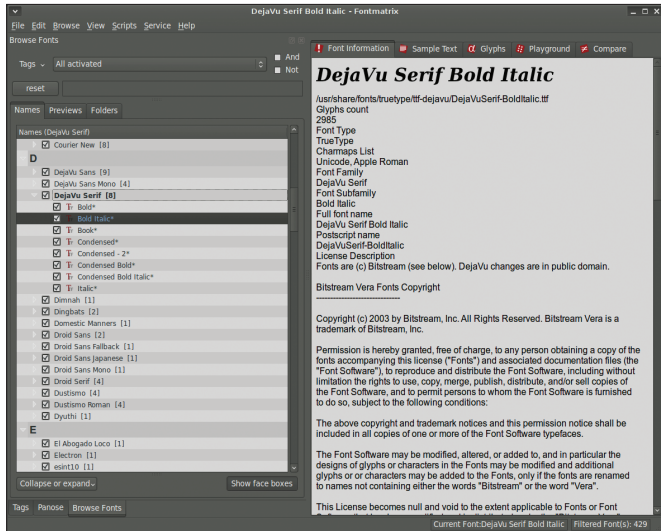 DejaVu Serif Bold Italic - Fontmatrix
File Edit Browse View Scripts Service Help
Browse Fonts
Tags All activated
And
Not
reset
Names Previews Folders
Names (DejaVu Serif)
Courier New [8]
D
DejaVu Sans [9]
DejaVu Sans Mono [4]
DejaVu Serif [8]
Tr Bold*
Tr Bold Italic*
Tr Book*
Tr Condensed*
Tr Condensed - 2*
Tr Condensed Bold*
Tr Condensed Bold Italic*
Tr Italic*
Dimnah [1]
Dingbats [2]
Domestic Manners [1]
Droid Sans [2]
Droid Sans Fallback [1]
Droid Sans Japanese [1]
Droid Sans Mono [1]
Droid Serif [4]
Dustismo [4]
Dustismo Roman [4]
Dyuthi [1]
E
El Abogado Loco [1]
Electron [1]
esint10 [1]
Collapse or expand
Show face boxes
Tags Panose Browse Fonts
Font Information Sample Text Glyphs Playground Compare
DejaVu Serif Bold Italic
/usr/share/fonts/truetype/ttf-dejavu/DejaVuSerif-BoldItalic.ttf
Glyphs count
2985
Font Type
TrueType
Charmaps List
Unicode, Apple Roman
Font Family
DejaVu Serif
Font Subfamily
Bold Italic
Full font name
DejaVu Serif Bold Italic
Postscript name
DejaVuSerif-BoldItalic
License Description
Fonts are (c) Bitstream (see below). DejaVu changes are in public domain.
Bitstream Vera Fonts Copyright
------------------------------
Copyright (c) 2003 by Bitstream, Inc. All Rights Reserved. Bitstream Vera is a
trademark of Bitstream, Inc.
Permission is hereby granted, free of charge, to any person obtaining a copy of the
fonts accompanying this license ("Fonts") and associated documentation files (the
"Font Software"), to reproduce and distribute the Font Software, including without
limitation the rights to use, copy, merge, publish, distribute, and/or sell copies of
the Font Software, and to permit persons to whom the Font Software is furnished
to do so, subject to the following conditions:
The above copyright and trademark notices and this permission notice shall be
included in all copies of one or more of the Font Software typefaces.
The Font Software may be modified, altered, or added to, and in particular the
designs of glyphs or characters in the Fonts may be modified and additional
glyphs or or characters may be added to the Fonts, only if the fonts are renamed
to names not containing either the words "Bitstream" or the word "Vera".
This License becomes null and void to the extent applicable to Fonts or Font
Current Font:DejaVu Serif Bold Italic Filtered Font(s): 429